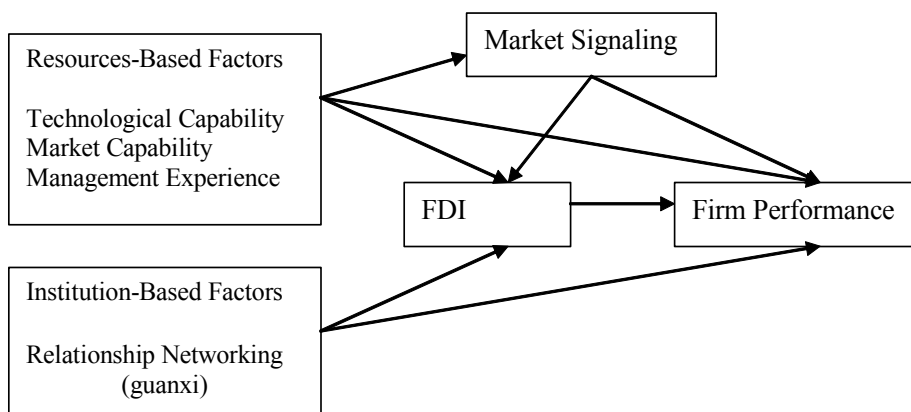 Resources-Based Factors
Technological Capability
Market Capability
Management Experience
Market Signaling
FDI
Firm Performance
Institution-Based Factors
Relationship Networking
(guanxi)